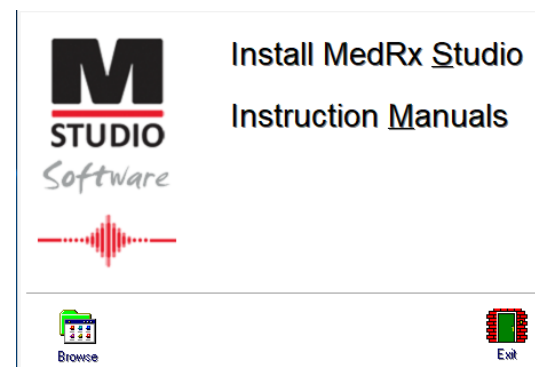 M
STUDIO
Software
Install MedRx Studio
Instruction Manuals
Browse
Exit